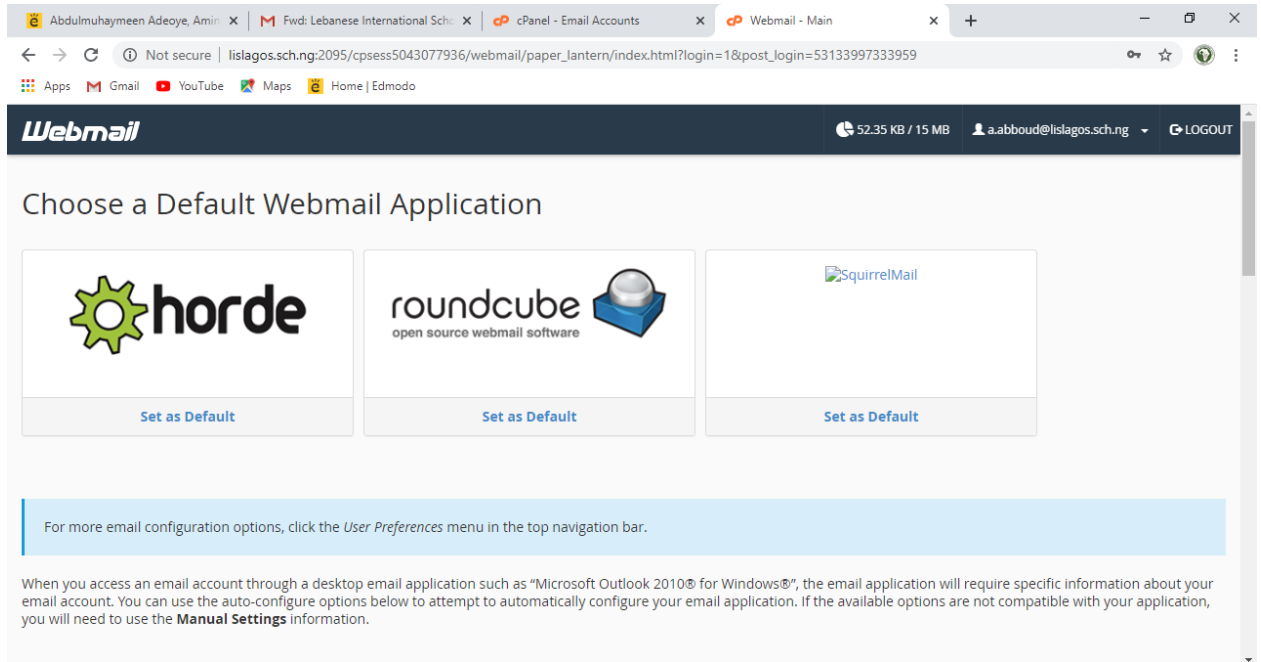 Abdulmuhaymeen Adeoye, Amin
Fwd: Lebanese International Scho
cPanel - Email Accounts
Webmail - Main
Not secure | lislagos.sch.ng:2095/cpsess5043077936/webmail/paper_lantern/index.html?login=1&post_login=53133997333959
Apps Gmail YouTube Maps Home | Edmodo
Webmail 52.35 KB / 15 MB a.abboud@lislagos.sch.ng LOGOUT
Choose a Default Webmail Application
horde
roundcube
open source webmail software
SquirrelMail
Set as Default Set as Default Set as Default
For more email configuration options, click the User Preferences menu in the top navigation bar.
When you access an email account through a desktop email application such as “Microsoft Outlook 2010® for Windows®”, the email application will require specific information about your
email account. You can use the auto-configure options below to attempt to automatically configure your email application. If the available options are not compatible with your application,
you will need to use the Manual Settings information.